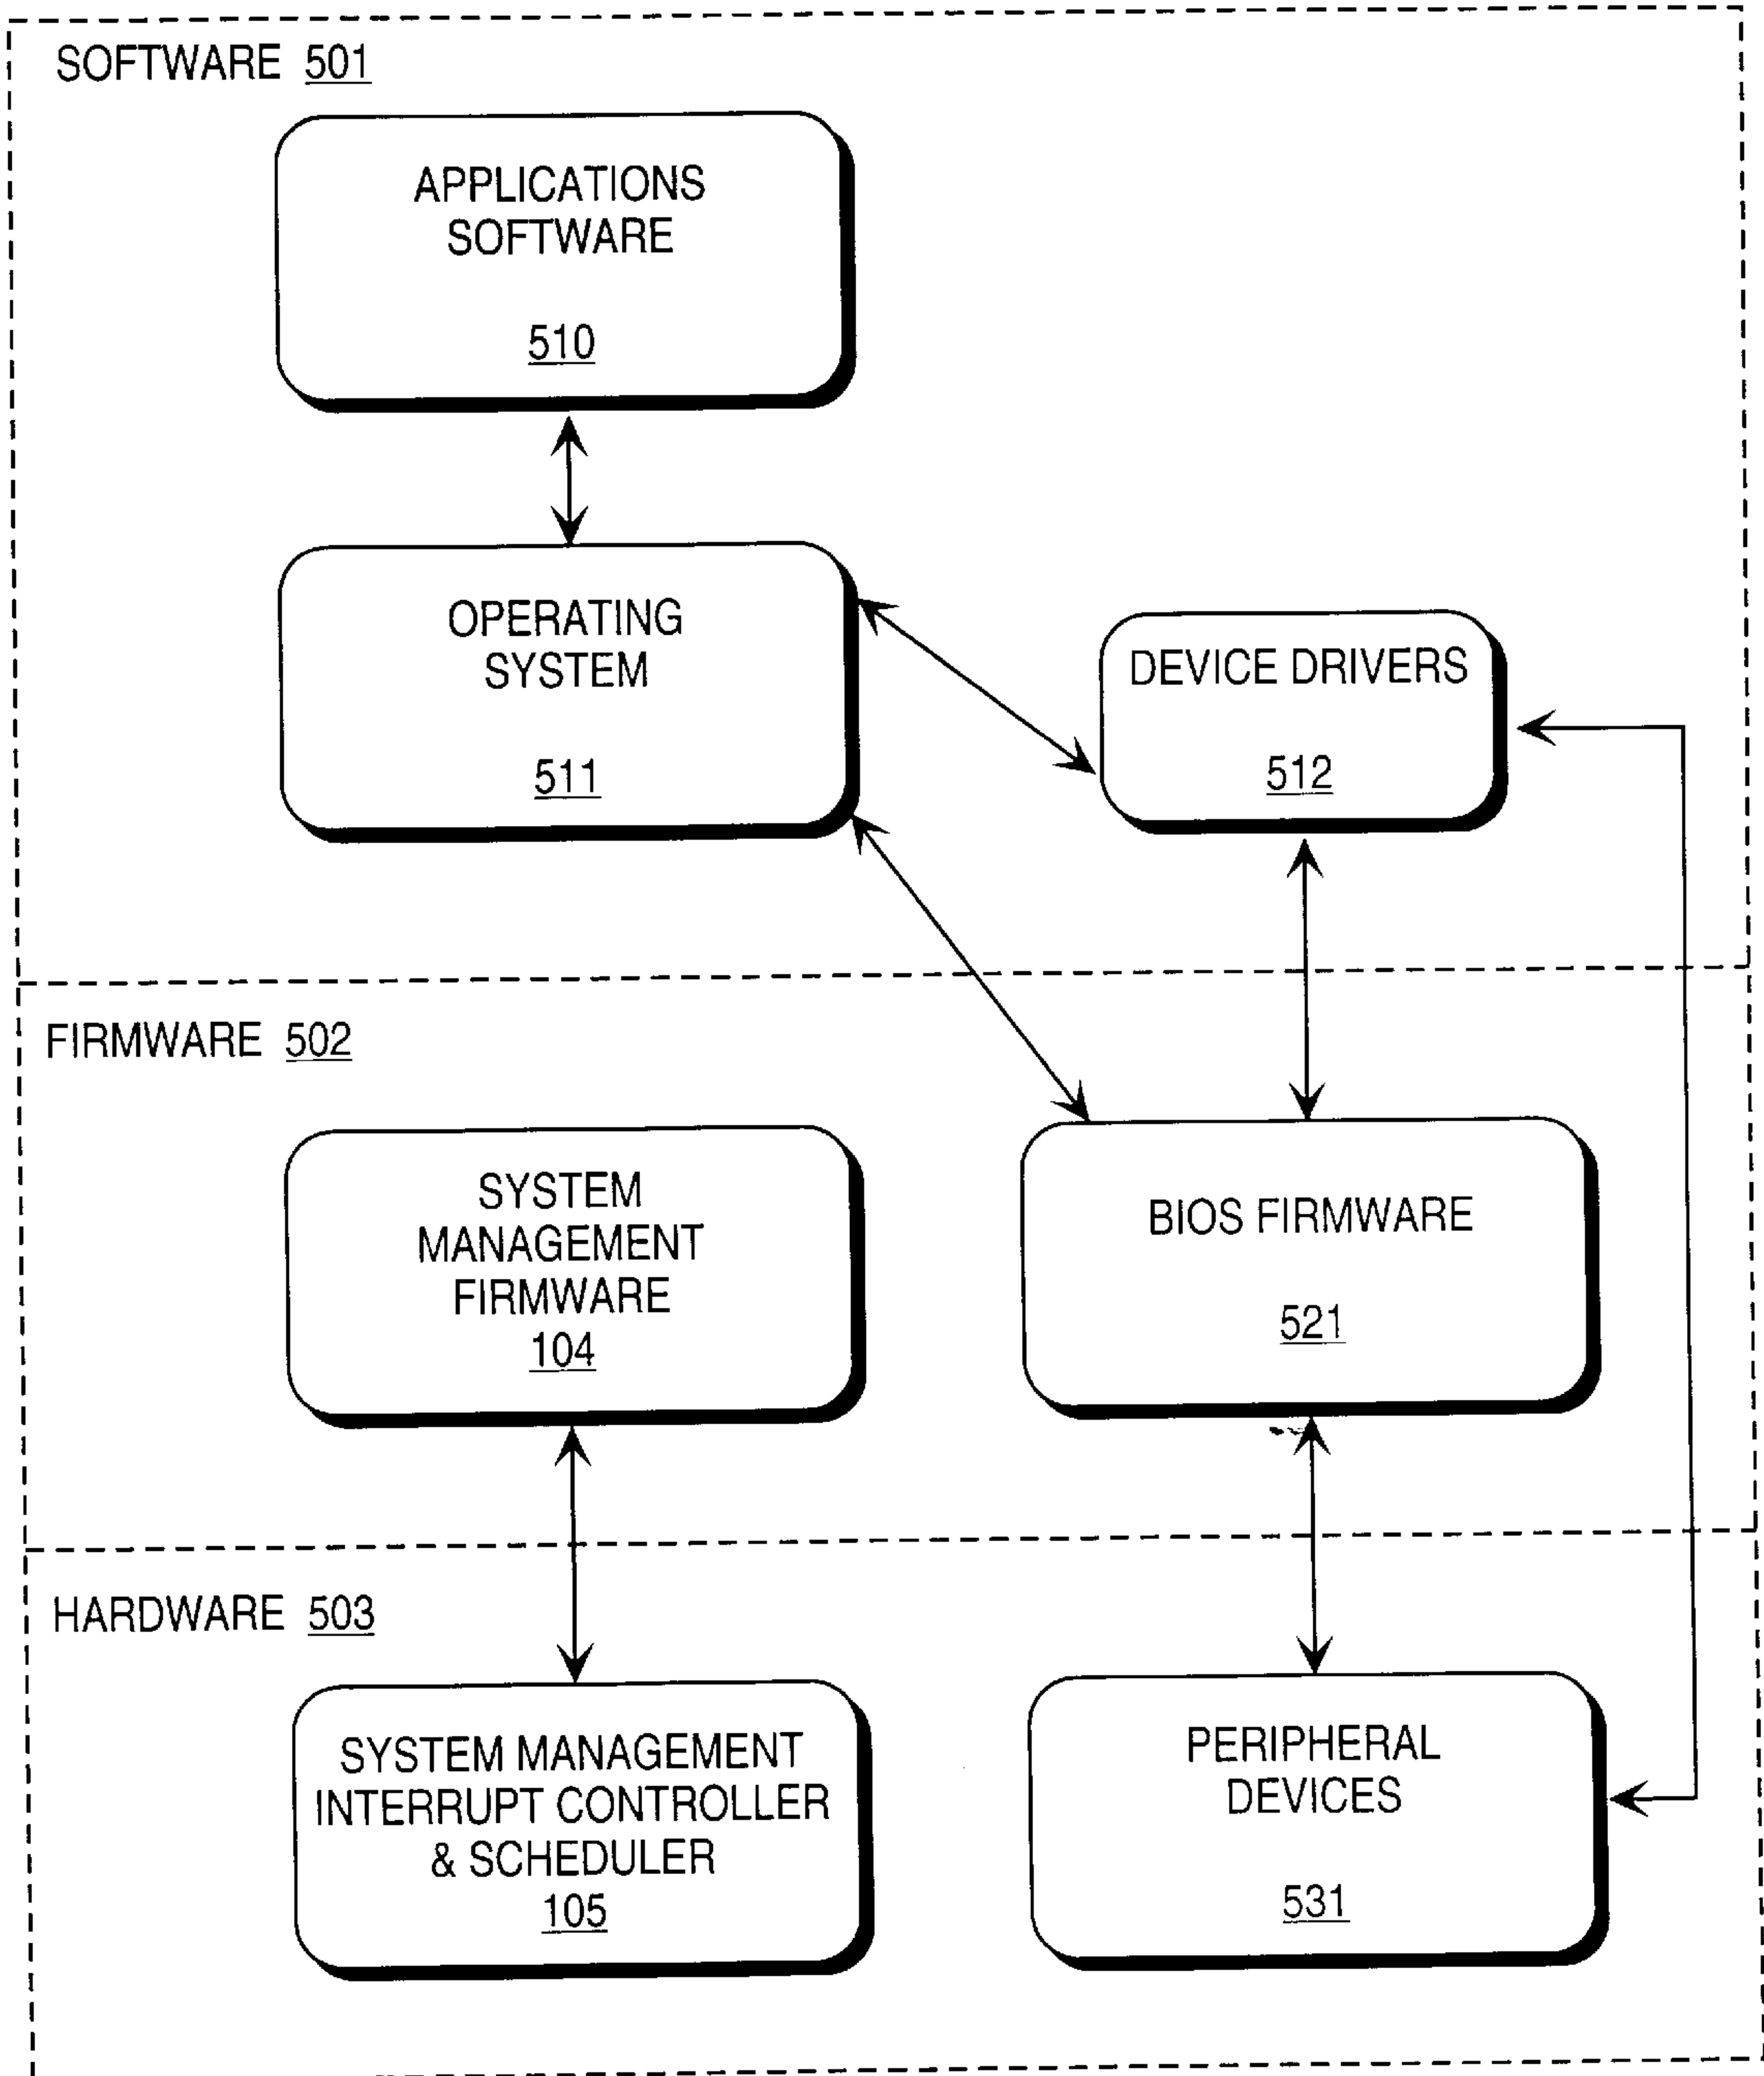 SOFTWARE 501
APPLICATIONS
SOFTWARE
510
OPERATING
SYSTEM
511
DEVICE DRIVERS
512
FIRMWARE 502
SYSTEM
MANAGEMENT
FIRMWARE
104
BIOS FIRMWARE
521
HARDWARE 503
SYSTEM MANAGEMENT
INTERRUPT CONTROLLER
& SCHEDULER
105
PERIPHERAL
DEVICES
531